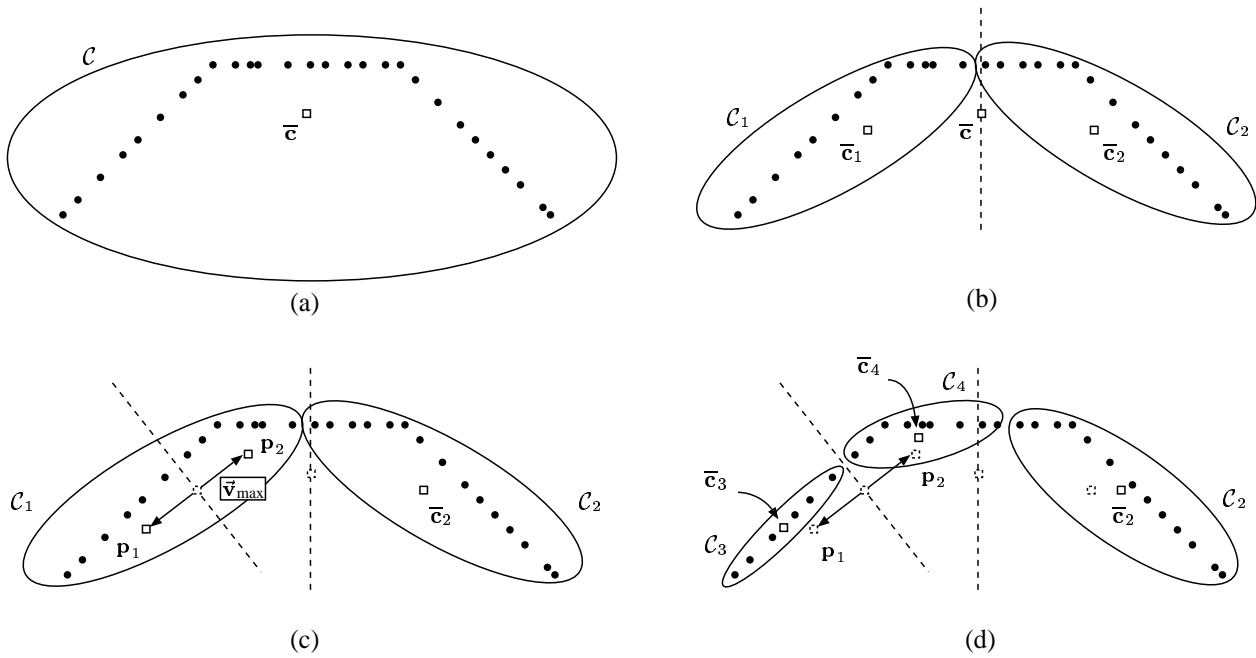 𝒞
c̅
(a)
𝒞₁
c̅₁
c̅
c̅₂
𝒞₂
(b)
𝒞₁
p₁
v⃗max
p₂
c̅₂
𝒞₂
(c)
c̅₄
𝒞₄
c̅₃
𝒞₃
p₁
p₂
c̅₂
𝒞₂
(d)